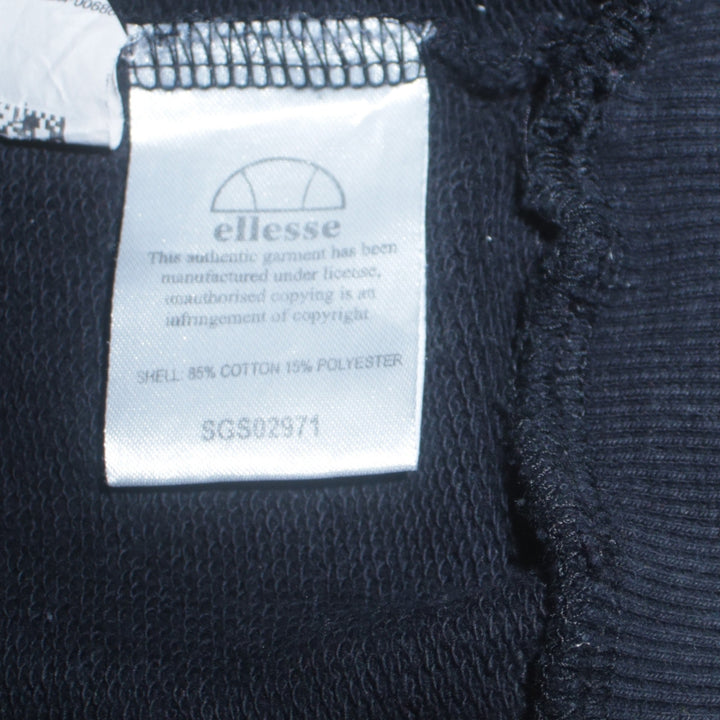 ellesse
This authentic garment has been
manufactured under license,
unauthorised copying is an
infringement of copyright
SHELL: 85% COTTON 15% POLYESTER
SGS02971